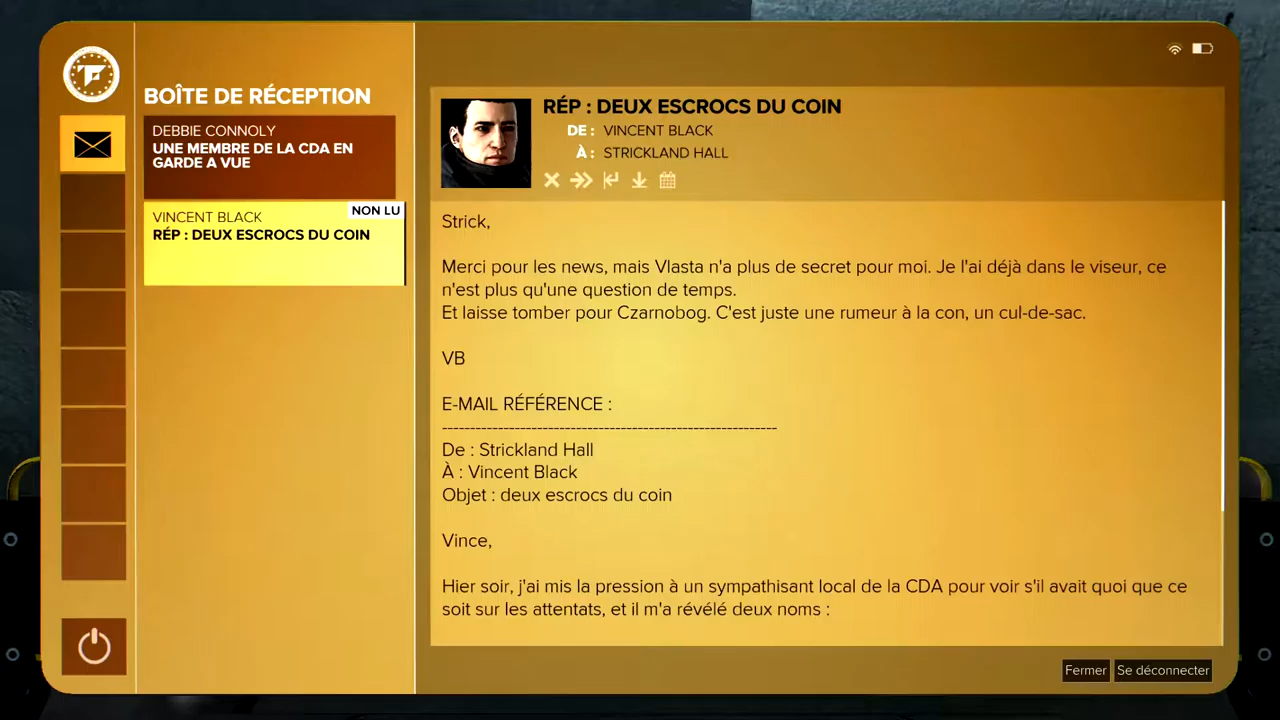 BOÎTE DE RÉCEPTION
DEBBIE CONNOLY
UNE MEMBRE DE LA CDA EN
GARDE A VUE
NON LU
VINCENT BLACK
RÉP : DEUX ESCROCS DU COIN
RÉP : DEUX ESCROCS DU COIN
DE : VINCENT BLACK
À : STRICKLAND HALL
Strick,
Merci pour les news, mais Vlasta n'a plus de secret pour moi. Je l'ai déjà dans le viseur, ce
n'est plus qu'une question de temps.
Et laisse tomber pour Czarnobog. C'est juste une rumeur à la con, un cul-de-sac.
VB
E-MAIL RÉFÉRENCE :
------------------------------------------------------------
De : Strickland Hall
À : Vincent Black
Objet : deux escrocs du coin
Vince,
Hier soir, j'ai mis la pression à un sympathisant local de la CDA pour voir s'il avait quoi que ce
soit sur les attentats, et il m'a révélé deux noms :
Fermer
Se déconnecter